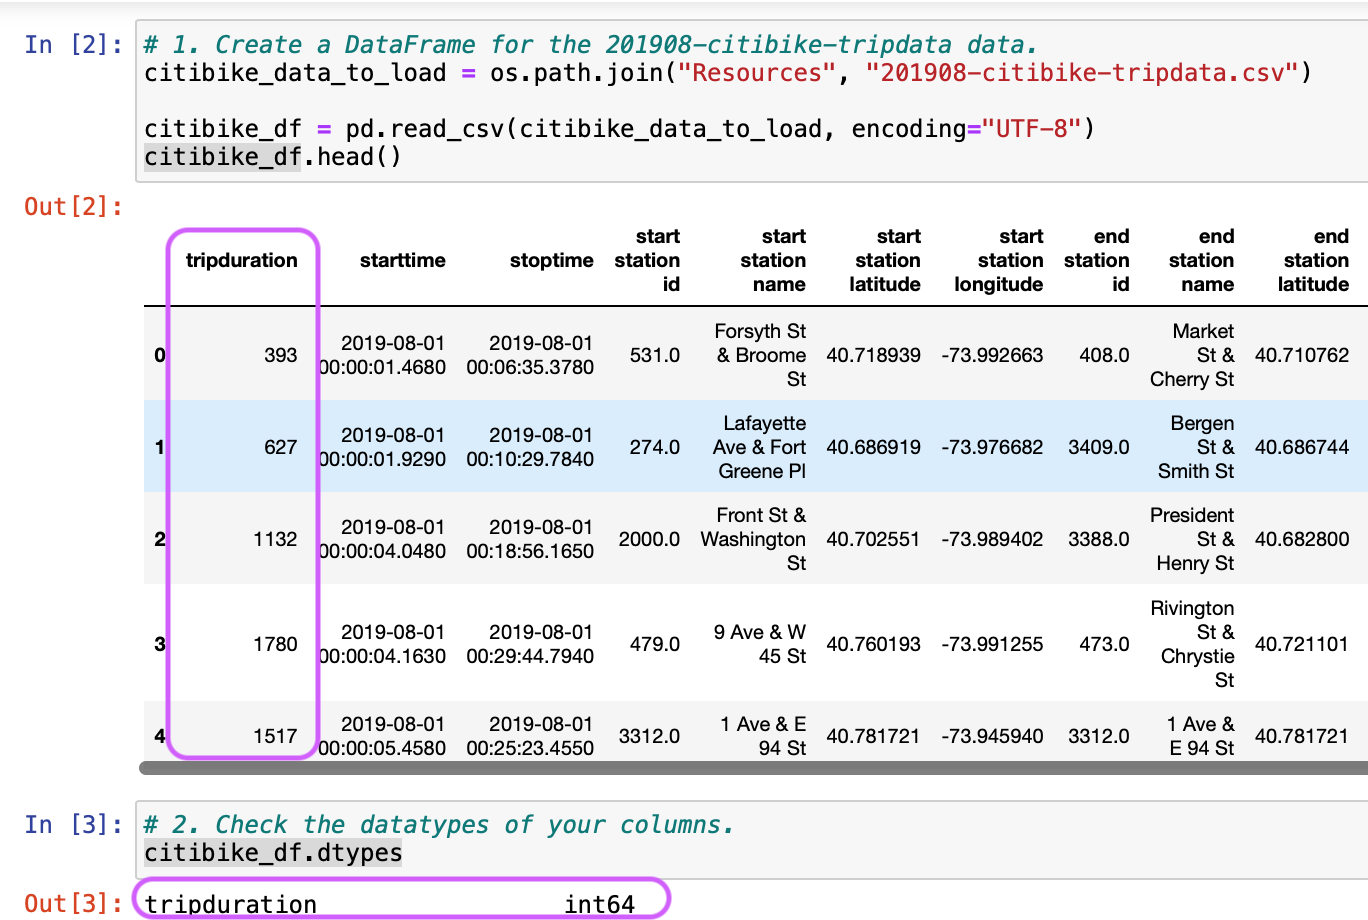 In [2]:
# 1. Create a DataFrame for the 201908-citibike-tripdata data.
citibike_data_to_load = os.path.join("Resources", "201908-citibike-tripdata.csv")
citibike_df = pd.read_csv(citibike_data_to_load, encoding="UTF-8")
citibike_df.head()
Out[2]:
tripduration starttime stoptime start station id start station name start station latitude start station longitude end station id end station name end station latitude
0 393 2019-08-01 00:00:01.4680 2019-08-01 00:06:35.3780 531.0 Forsyth St & Broome St 40.718939 -73.992663 408.0 Market St & Cherry St 40.710762
1 627 2019-08-01 00:00:01.9290 2019-08-01 00:10:29.7840 274.0 Lafayette Ave & Fort Greene Pl 40.686919 -73.976682 3409.0 Bergen St & Smith St 40.686744
2 1132 2019-08-01 00:00:04.0480 2019-08-01 00:18:56.1650 2000.0 Front St & Washington St 40.702551 -73.989402 3388.0 President St & Henry St 40.682800
3 1780 2019-08-01 00:00:04.1630 2019-08-01 00:29:44.7940 479.0 9 Ave & W 45 St 40.760193 -73.991255 473.0 Rivington St & Chrystie St 40.721101
4 1517 2019-08-01 00:00:05.4580 2019-08-01 00:25:23.4550 3312.0 1 Ave & E 94 St 40.781721 -73.945940 3312.0 1 Ave & E 94 St 40.781721
In [3]:
# 2. Check the datatypes of your columns.
citibike_df.dtypes
Out[3]:
tripduration int64